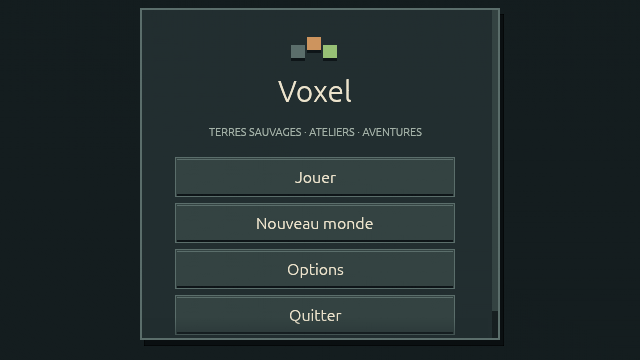 Voxel
TERRES SAUVAGES · ATELIERS · AVENTURES
Jouer
Nouveau monde
Options
Quitter